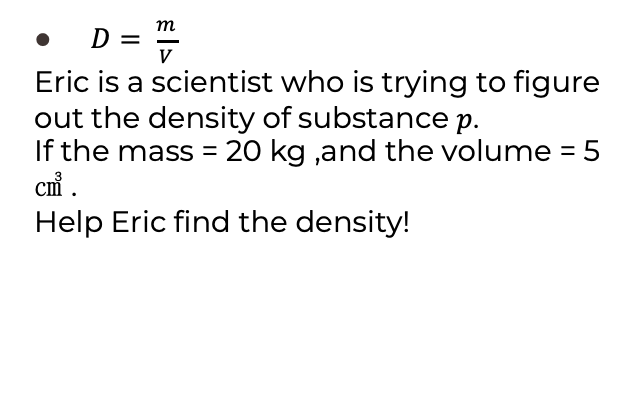 ● D = m/V
Eric is a scientist who is trying to figure
out the density of substance p.
If the mass = 20 kg ,and the volume = 5
cm³ .
Help Eric find the density!